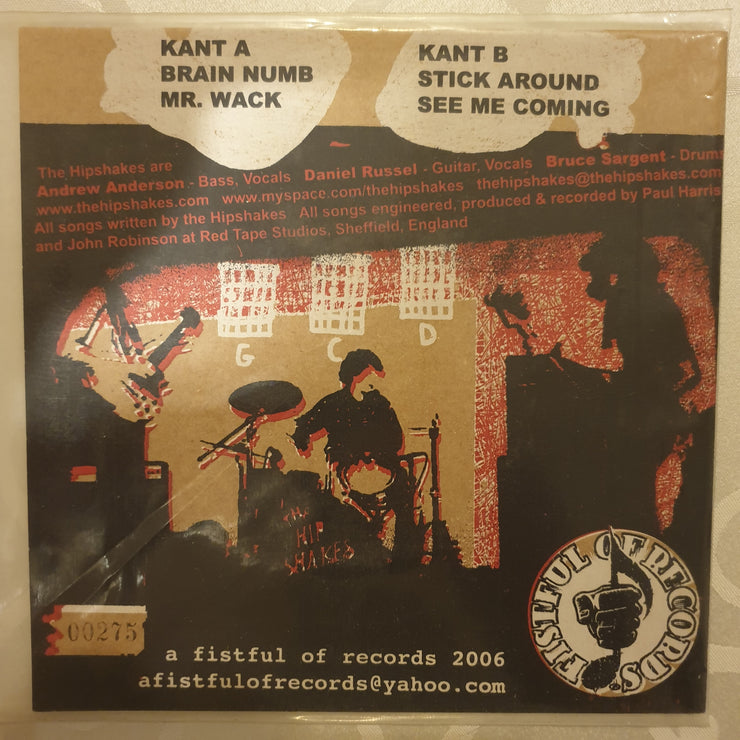 KANT A
BRAIN NUMB
MR. WACK
KANT B
STICK AROUND
SEE ME COMING
The Hipshakes are
Andrew Anderson - Bass, Vocals Daniel Russel - Guitar, Vocals Bruce Sargent - Drums
www.thehipshakes.com www.myspace.com/thehipshakes thehipshakes@thehipshakes.com
All songs written by the Hipshakes All songs engineered, produced & recorded by Paul Harris
and John Robinson at Red Tape Studios, Sheffield, England
G C D
THE
HIP
SHAKES
FISTFUL OF RECORDS
00275
a fistful of records 2006
afistfulofrecords@yahoo.com